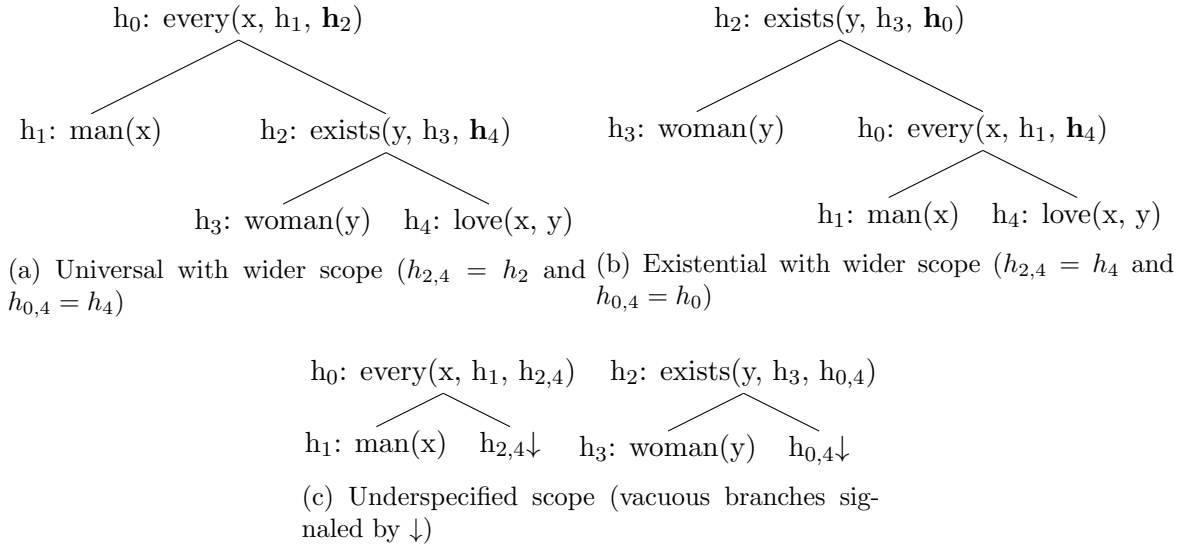 h₀: every(x, h₁, h₂)
h₁: man(x)
h₂: exists(y, h₃, h₄)
h₃: woman(y) h₄: love(x, y)
(a) Universal with wider scope (h₂,₄ = h₂ and
h₀,₄ = h₄)
h₂: exists(y, h₃, h₀)
h₃: woman(y)
h₀: every(x, h₁, h₄)
h₁: man(x) h₄: love(x, y)
(b) Existential with wider scope (h₂,₄ = h₄ and
h₀,₄ = h₀)
h₀: every(x, h₁, h₂,₄) h₂: exists(y, h₃, h₀,₄)
h₁: man(x) h₂,₄↓ h₃: woman(y) h₀,₄↓
(c) Underspecified scope (vacuous branches sig-
naled by ↓)